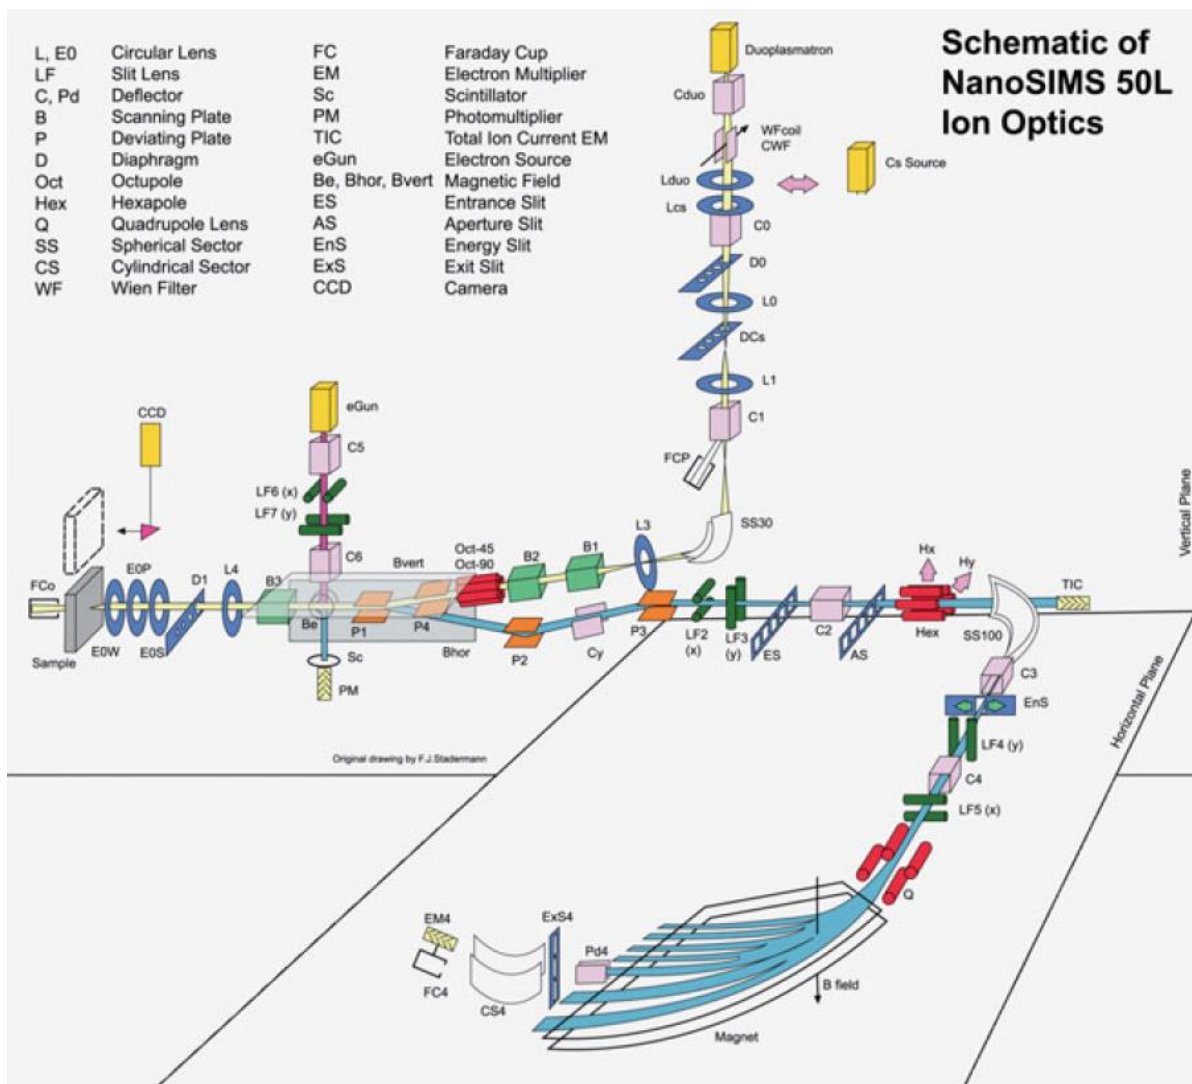 Schematic of
NanoSIMS 50L
Ion Optics
L, E0 Circular Lens
LF Slit Lens
C, Pd Deflector
B Scanning Plate
P Deviating Plate
D Diaphragm
Oct Octupole
Hex Hexapole
Q Quadrupole Lens
SS Spherical Sector
CS Cylindrical Sector
WF Wien Filter
FC Faraday Cup
EM Electron Multiplier
Sc Scintillator
PM Photomultiplier
TIC Total Ion Current EM
eGun Electron Source
Be, Bhor, Bvert Magnetic Field
ES Entrance Slit
AS Aperture Slit
EnS Energy Slit
ExS Exit Slit
CCD Camera
Duoplasmatron
Cduo
WFcoil
CWF
Cs Source
Lduo
Lcs
C0
D0
L0
DCs
L1
C1
FCP
SS30
CCD
eGun
C5
LF6 (x)
LF7 (y)
C6
Bvert
Oct-45
Oct-90
B2
B1
L3
FCo
E0P
D1
L4
B3
Be
P1
P4
Sample
E0W
E0S
Sc
Bhor
PM
P2
Cy
P3
LF2
(x)
LF3
(y)
ES
C2
AS
Hex
Hx
Hy
SS100
TIC
C3
EnS
LF4 (y)
C4
LF5 (x)
Q
Vertical Plane
Horizontal Plane
Original drawing by F.J.Stadermann
EM4
FC4
CS4
ExS4
Pd4
B field
Magnet